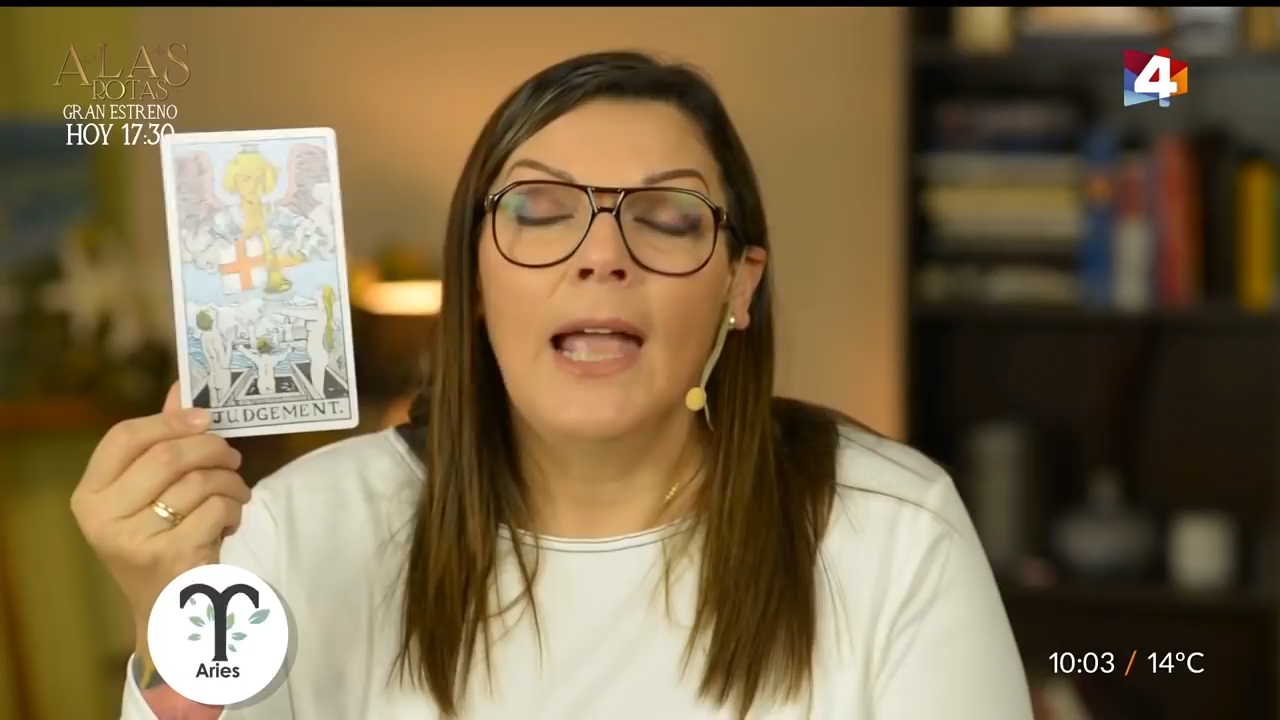 ALAS
ROTAS
GRAN ESTRENO
HOY 17:30
4
JUDGEMENT.
Aries
10:03 / 14°C